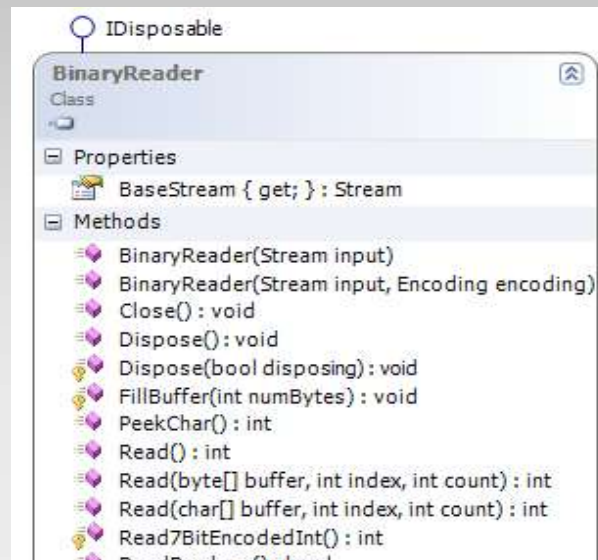 IDisposable
BinaryReader
Class
Properties
BaseStream { get; } : Stream
Methods
BinaryReader(Stream input)
BinaryReader(Stream input, Encoding encoding)
Close() : void
Dispose() : void
Dispose(bool disposing) : void
FillBuffer(int numBytes) : void
PeekChar() : int
Read() : int
Read(byte[] buffer, int index, int count) : int
Read(char[] buffer, int index, int count) : int
Read7BitEncodedInt() : int